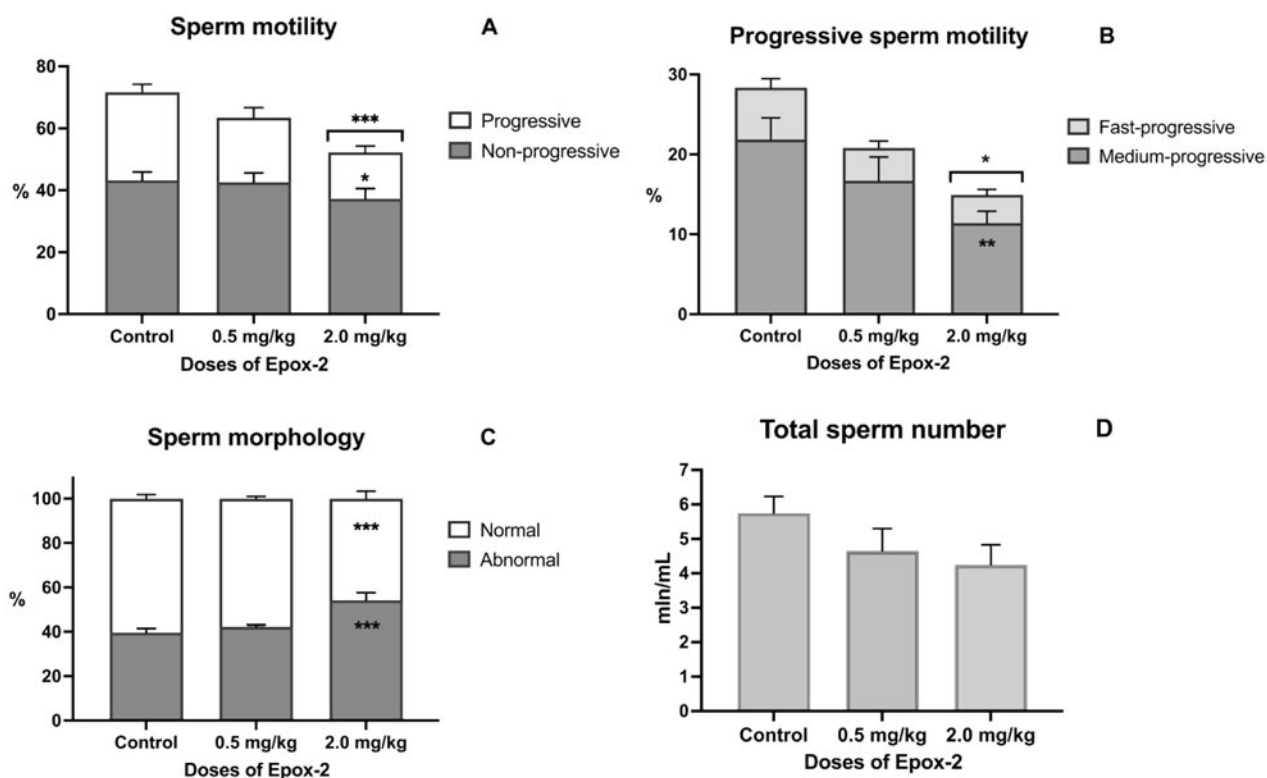 Sperm motility
A
80
60
40
20
0
%
***
*
Progressive
Non-progressive
Control 0.5 mg/kg 2.0 mg/kg
Doses of Epox-2
Progressive sperm motility
B
30
20
10
0
%
*
**
Fast-progressive
Medium-progressive
Control 0.5 mg/kg 2.0 mg/kg
Doses of Epox-2
Sperm morphology
C
100
80
60
40
20
0
%
***
***
Normal
Abnormal
Control 0.5 mg/kg 2.0 mg/kg
Doses of Epox-2
Total sperm number
D
7
6
5
4
3
2
1
0
mln/mL
Control 0.5 mg/kg 2.0 mg/kg
Doses of Epox-2